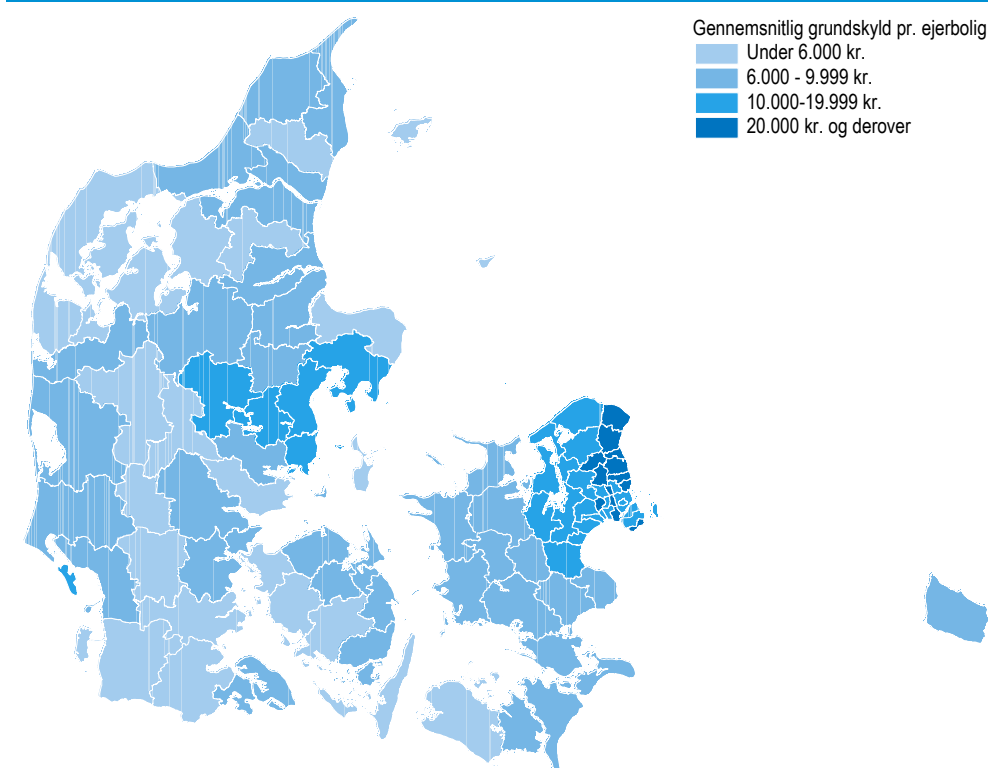 Gennemsnitlig grundskyld pr. ejerbolig
Under 6.000 kr.
6.000 - 9.999 kr.
10.000-19.999 kr.
20.000 kr. og derover